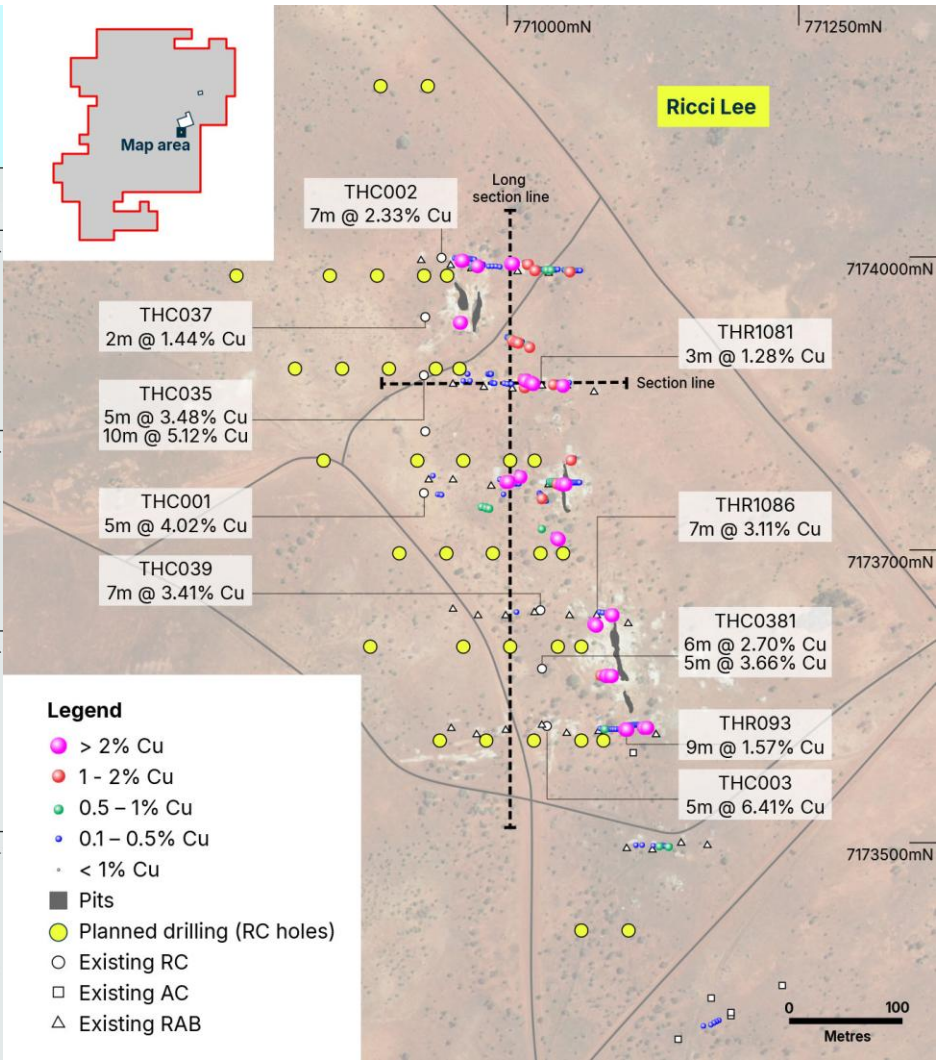 771000mN
771250mN
Ricci Lee
Map area
Long
section line
THC002
7m @ 2.33% Cu
7174000mN
THC037
2m @ 1.44% Cu
THR1081
3m @ 1.28% Cu
Section line
THC035
5m @ 3.48% Cu
10m @ 5.12% Cu
THC001
5m @ 4.02% Cu
THR1086
7m @ 3.11% Cu
7173700mN
THC039
7m @ 3.41% Cu
THC0381
6m @ 2.70% Cu
5m @ 3.66% Cu
THR093
9m @ 1.57% Cu
THC003
5m @ 6.41% Cu
7173500mN
Legend
> 2% Cu
1 - 2% Cu
0.5 – 1% Cu
0.1 – 0.5% Cu
< 1% Cu
Pits
Planned drilling (RC holes)
Existing RC
Existing AC
Existing RAB
0
100
Metres